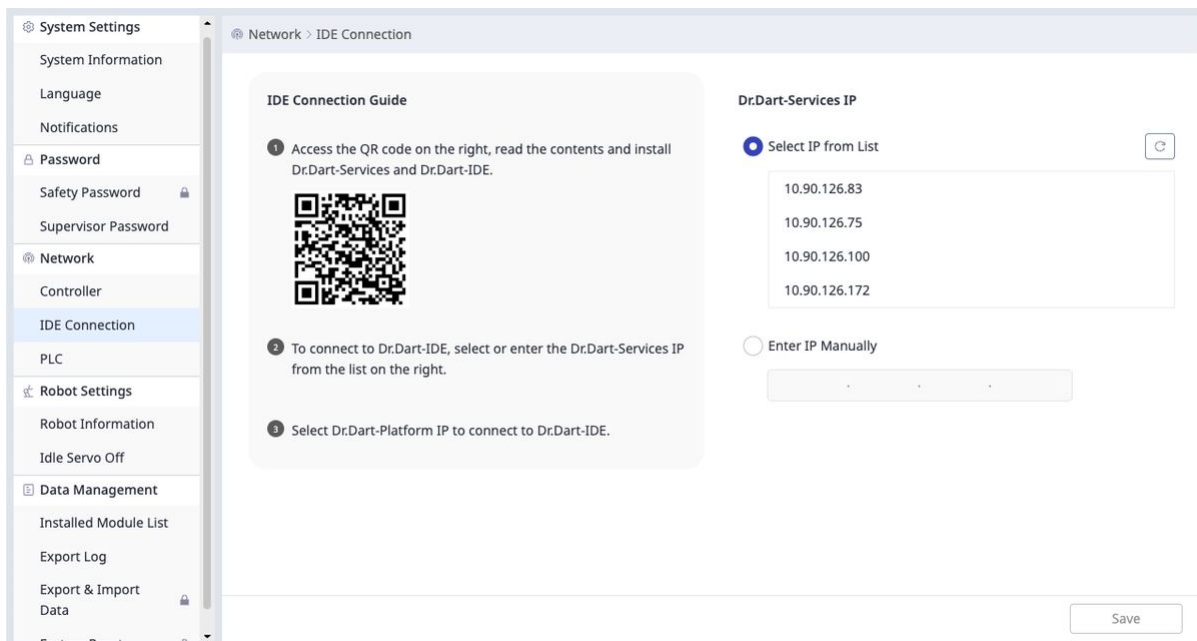 System Settings
System Information
Language
Notifications
Password
Safety Password
Supervisor Password
Network
Controller
IDE Connection
PLC
Robot Settings
Robot Information
Idle Servo Off
Data Management
Installed Module List
Export Log
Export & Import
Data
Network > IDE Connection
IDE Connection Guide
1 Access the QR code on the right, read the contents and install
Dr.Dart-Services and Dr.Dart-IDE.
2 To connect to Dr.Dart-IDE, select or enter the Dr.Dart-Services IP
from the list on the right.
3 Select Dr.Dart-Platform IP to connect to Dr.Dart-IDE.
Dr.Dart-Services IP
Select IP from List
10.90.126.83
10.90.126.75
10.90.126.100
10.90.126.172
Enter IP Manually
. . .
Save